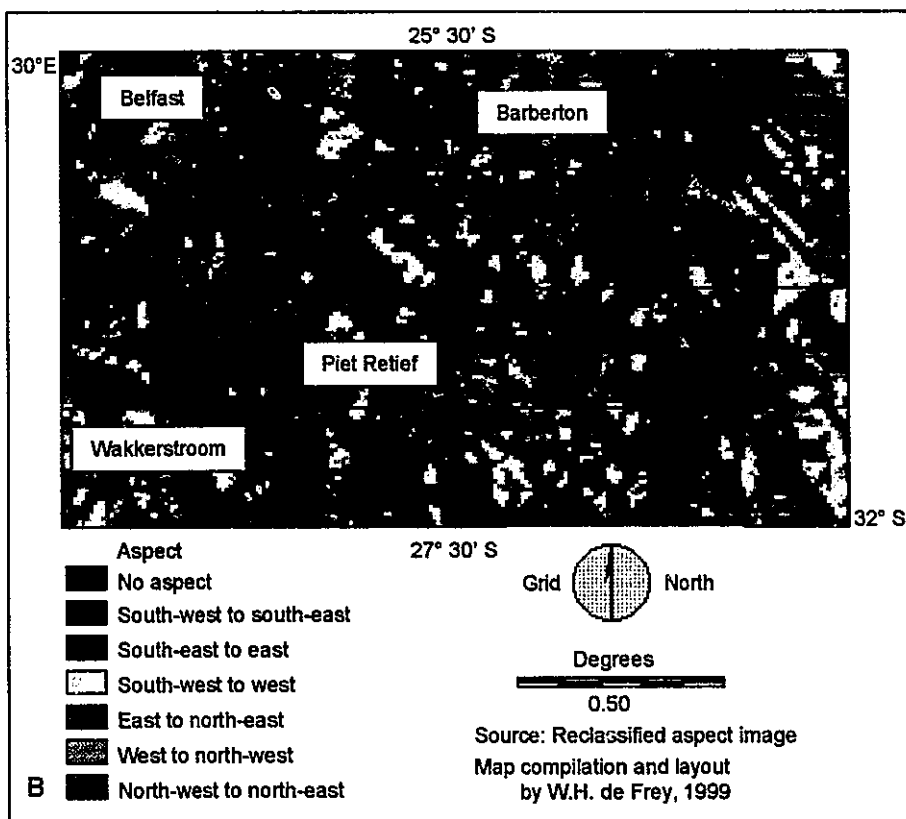 25° 30' S
30°E
Belfast
Barberton
Piet Retief
Wakkerstroom
32° S
27° 30' S
Aspect
No aspect
South-west to south-east
South-east to east
South-west to west
East to north-east
West to north-west
North-west to north-east
Grid North
Degrees
0.50
Source: Reclassified aspect image
Map compilation and layout
by W.H. de Frey, 1999
B